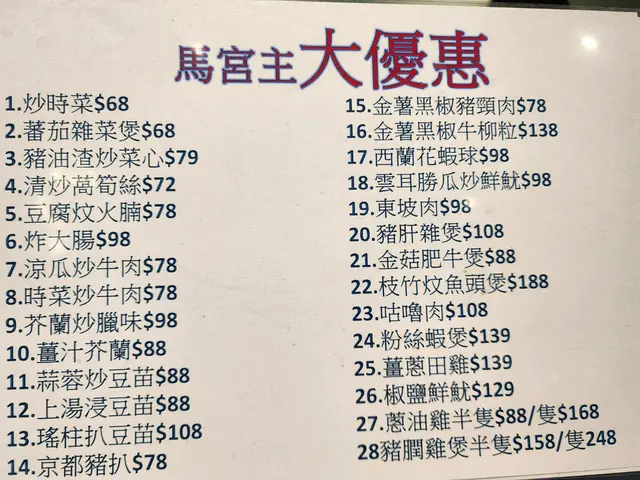 馬宮主大優惠
1.炒時菜$68
2.蕃茄雜菜煲$68
3.豬油渣炒菜心$79
4.清炒萵筍絲$72
5.豆腐炆火腩$78
6.炸大腸$98
7.涼瓜炒牛肉$78
8.時菜炒牛肉$78
9.芥蘭炒臘味$98
10.薑汁芥蘭$88
11.蒜蓉炒豆苗$88
12.上湯浸豆苗$88
13.瑤柱扒豆苗$108
14.京都豬扒$78
15.金薯黑椒豬頸肉$78
16.金薯黑椒牛柳粒$138
17.西蘭花蝦球$98
18.雲耳勝瓜炒鮮魷$98
19.東坡肉$98
20.豬肝雜煲$108
21.金菇肥牛煲$88
22.枝竹炆魚頭煲$188
23.咕嚕肉$108
24.粉絲蝦煲$139
25.薑蔥田雞$139
26.椒鹽鮮魷$129
27.蔥油雞半隻$88/隻$168
28豬膶雞煲半隻$158/隻248